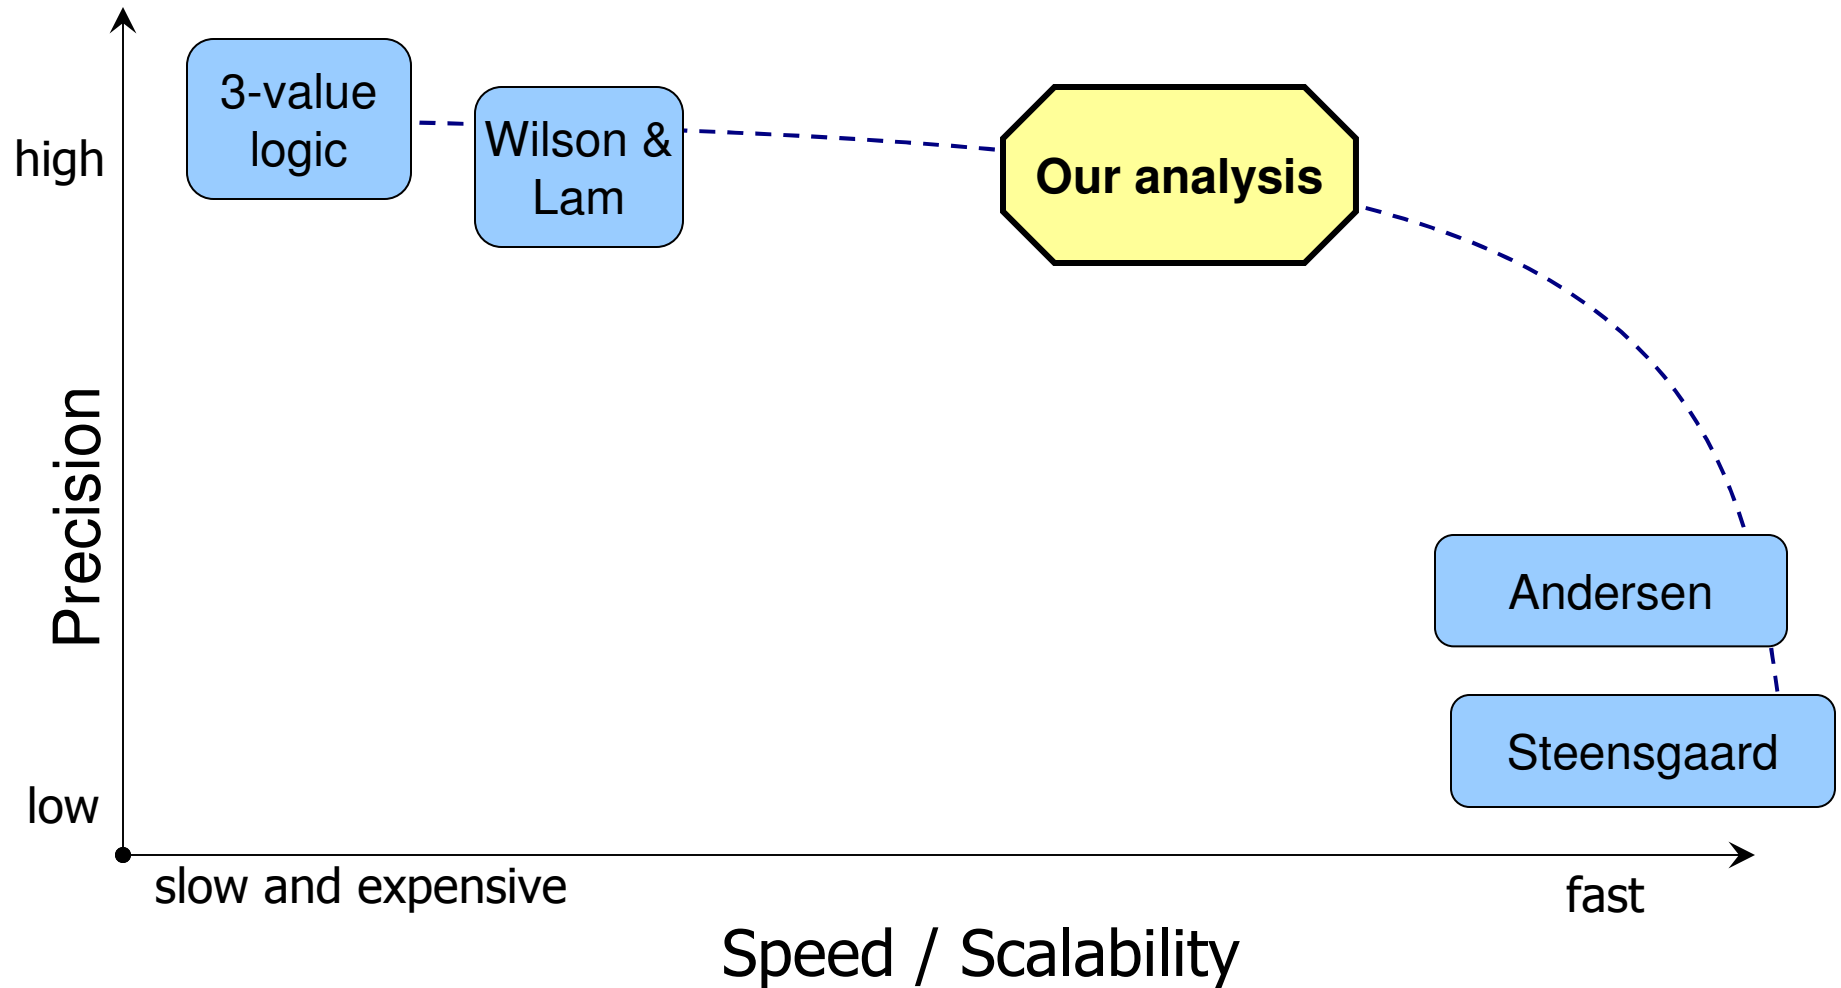 3-value
logic
Wilson &
Lam
Our analysis
high
Precision
Andersen
Steensgaard
low
slow and expensive
fast
Speed / Scalability